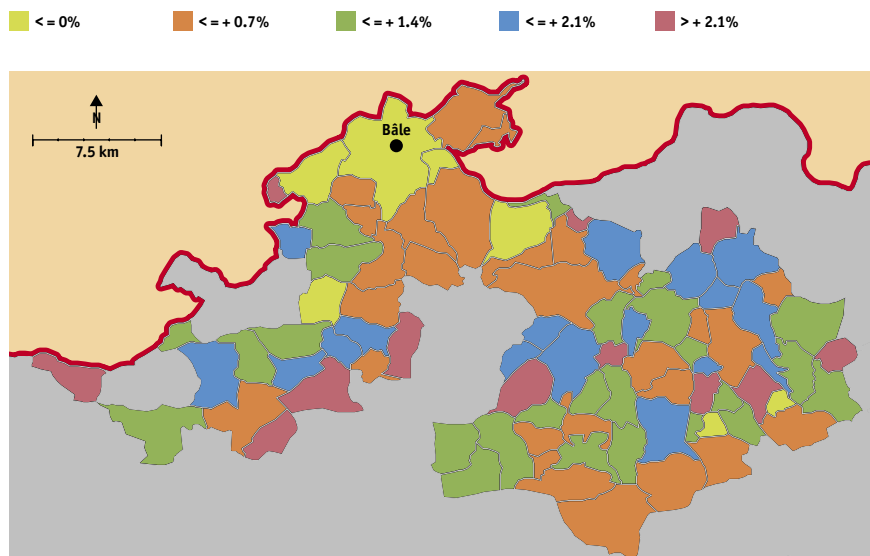 <= 0% <= + 0.7% <= + 1.4% <= + 2.1% > + 2.1%
N
Bâle
7.5 km